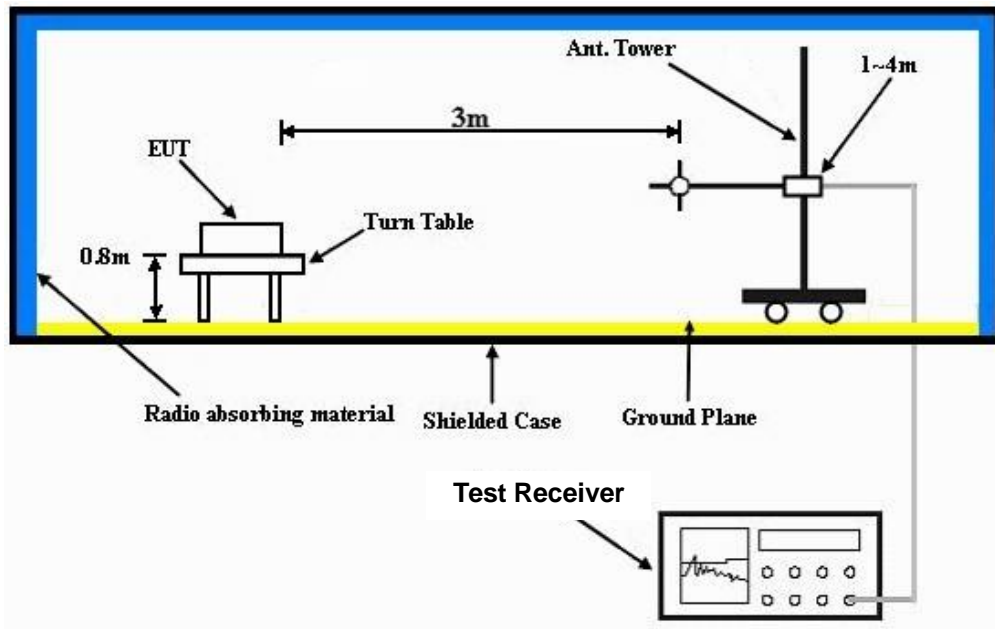 Ant. Tower
1~4m
3m
EUT
Turn Table
0.8m
Radio absorbing material
Shielded Case
Ground Plane
Test Receiver